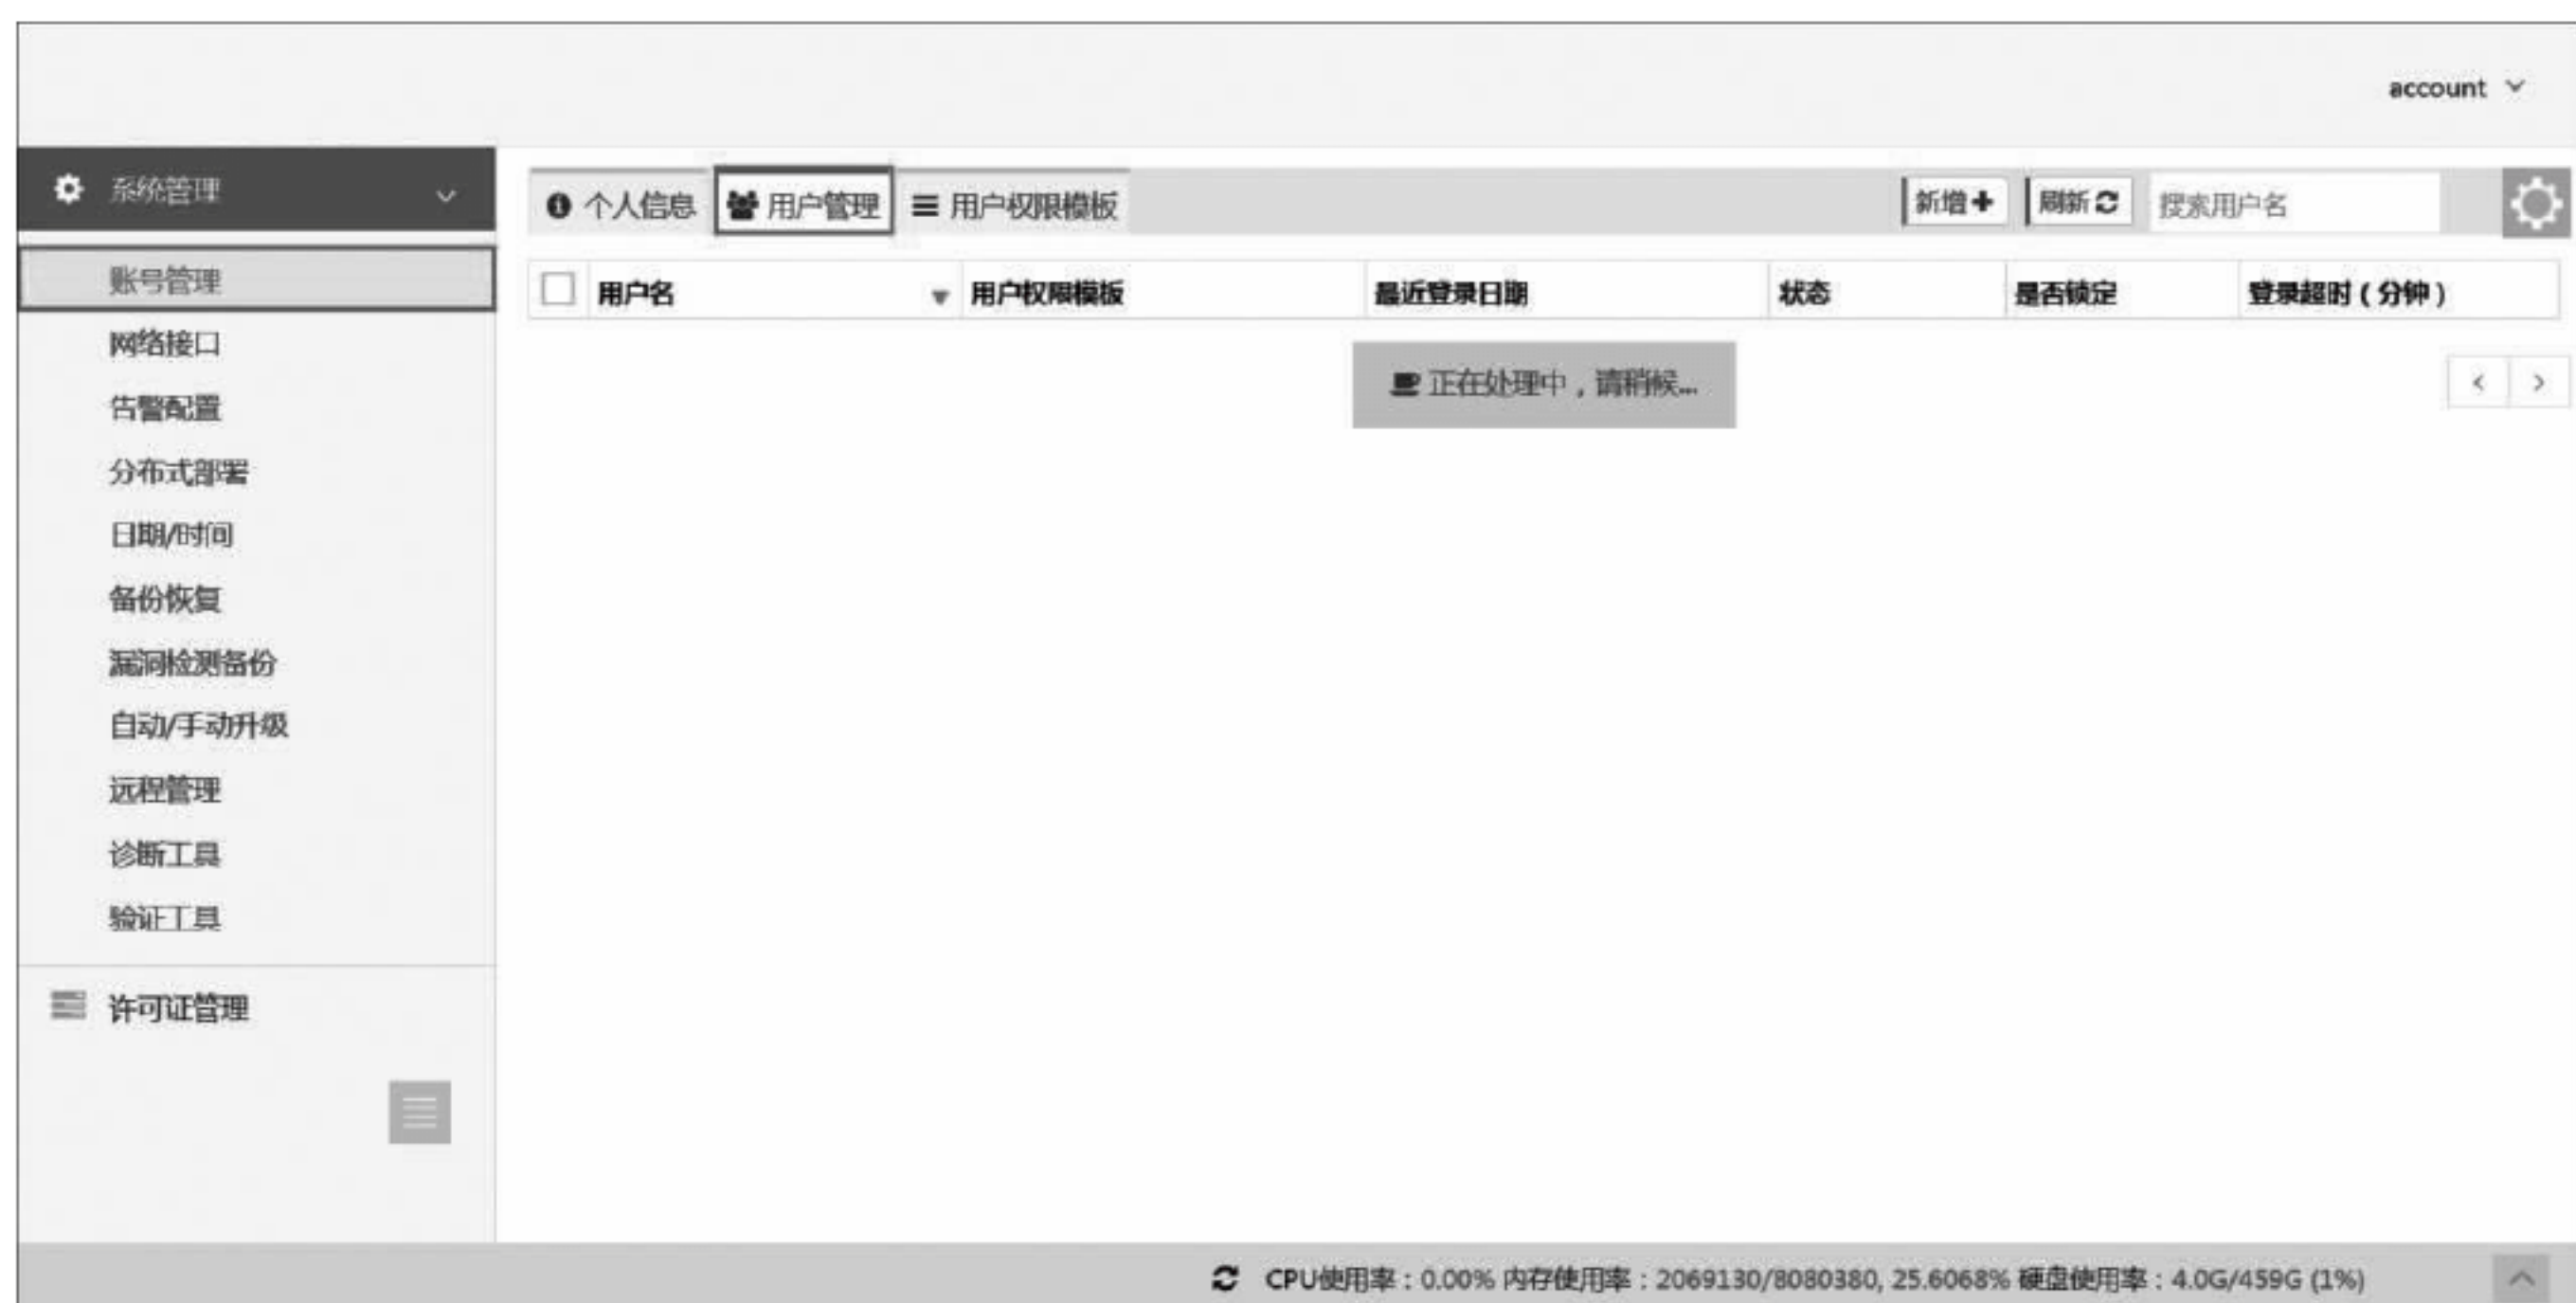 account
系统管理
账号管理
网络接口
告警配置
分布式部署
日期/时间
备份恢复
漏洞检测备份
自动/手动升级
远程管理
诊断工具
验证工具
许可证管理
个人信息 用户管理 用户权限模板 新增 刷新 搜索用户名
用户名 用户权限模板 最近登录日期 状态 是否锁定 登录超时(分钟)
正在处理中，请稍候...
CPU使用率：0.00% 内存使用率：2069130/8080380, 25.6068% 硬盘使用率：4.0G/459G (1%)